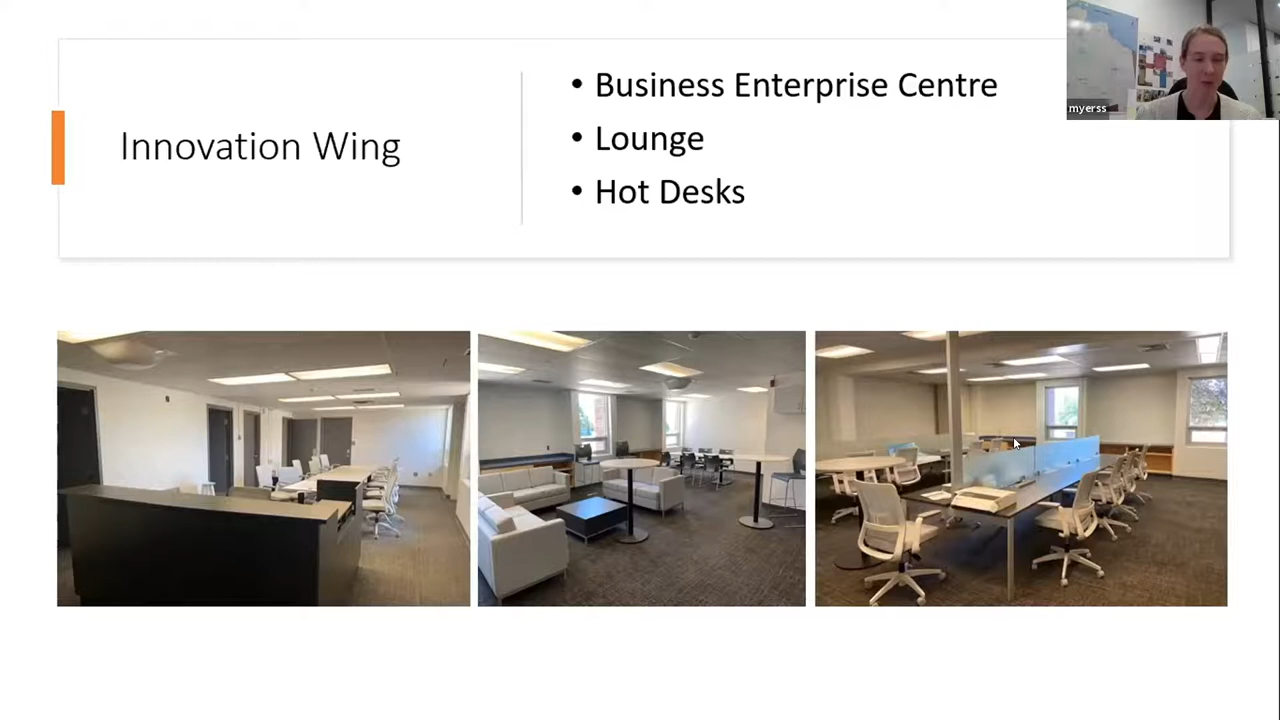 Innovation Wing
• Business Enterprise Centre
• Lounge
• Hot Desks
myerss